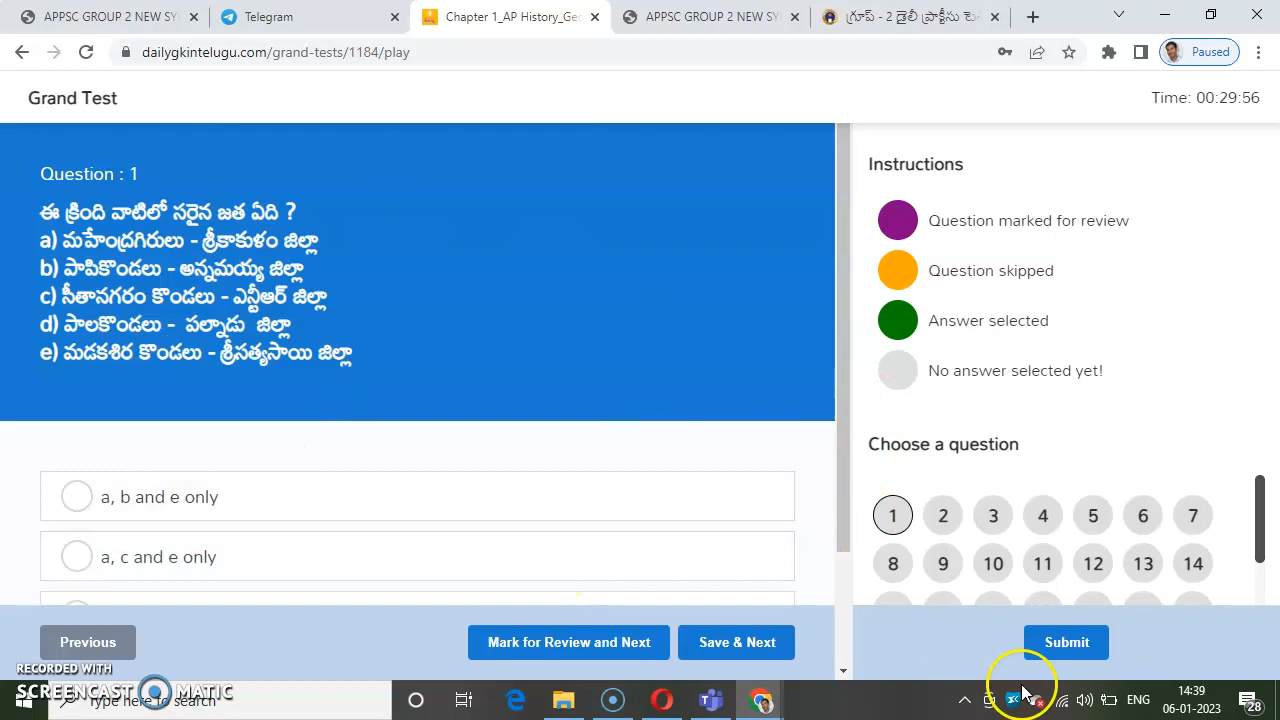 APPSC GROUP 2 NEW SY
Telegram
Chapter 1_AP History_Geo
APPSC GROUP 2 NEW SY
గ్రూప్ - 2 డైలీ ప్రాక్టీసు
dailygkintelugu.com/grand-tests/1184/play
Paused
Grand Test
Time: 00:29:56
Question : 1
ఈ క్రింది వాటిలో సరైన జత ఏది ?
a) మహేంద్రగిరులు - శ్రీకాకుళం జిల్లా
b) పాపికొండలు - అన్నమయ్య జిల్లా
c) సీతానగరం కొండలు - ఎన్టీఆర్ జిల్లా
d) పాలకొండలు - పల్నాడు జిల్లా
e) మడకశిర కొండలు - శ్రీసత్యసాయి జిల్లా
a, b and e only
a, c and e only
Previous
Mark for Review and Next
Save & Next
Instructions
Question marked for review
Question skipped
Answer selected
No answer selected yet!
Choose a question
1 2 3 4 5 6 7
8 9 10 11 12 13 14
Submit
RECORDED WITH
SCREENCAST MATIC
Type here to search
ENG
14:39
06-01-2023
28